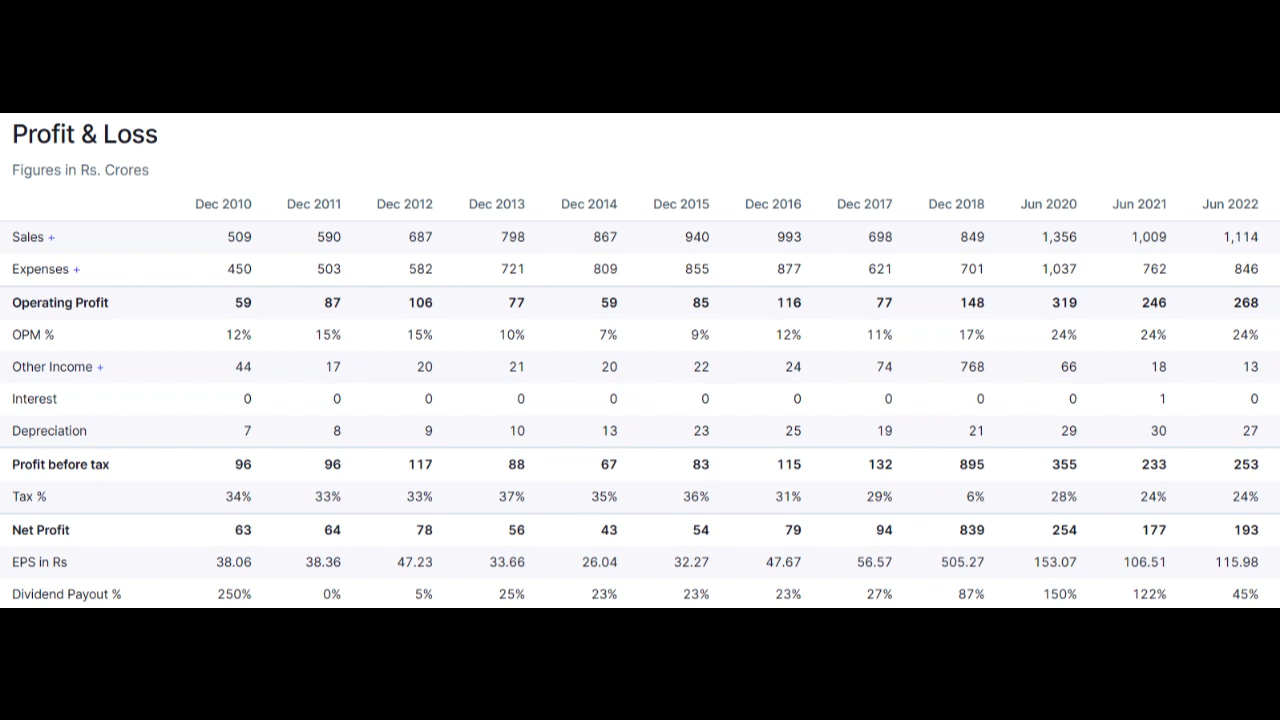 Profit & Loss
Figures in Rs. Crores
Dec 2010 Dec 2011 Dec 2012 Dec 2013 Dec 2014 Dec 2015 Dec 2016 Dec 2017 Dec 2018 Jun 2020 Jun 2021 Jun 2022
Sales + 509 590 687 798 867 940 993 698 849 1,356 1,009 1,114
Expenses + 450 503 582 721 809 855 877 621 701 1,037 762 846
Operating Profit 59 87 106 77 59 85 116 77 148 319 246 268
OPM % 12% 15% 15% 10% 7% 9% 12% 11% 17% 24% 24% 24%
Other Income + 44 17 20 21 20 22 24 74 768 66 18 13
Interest 0 0 0 0 0 0 0 0 0 0 1 0
Depreciation 7 8 9 10 13 23 25 19 21 29 30 27
Profit before tax 96 96 117 88 67 83 115 132 895 355 233 253
Tax % 34% 33% 33% 37% 35% 36% 31% 29% 6% 28% 24% 24%
Net Profit 63 64 78 56 43 54 79 94 839 254 177 193
EPS in Rs 38.06 38.36 47.23 33.66 26.04 32.27 47.67 56.57 505.27 153.07 106.51 115.98
Dividend Payout % 250% 0% 5% 25% 23% 23% 23% 27% 87% 150% 122% 45%